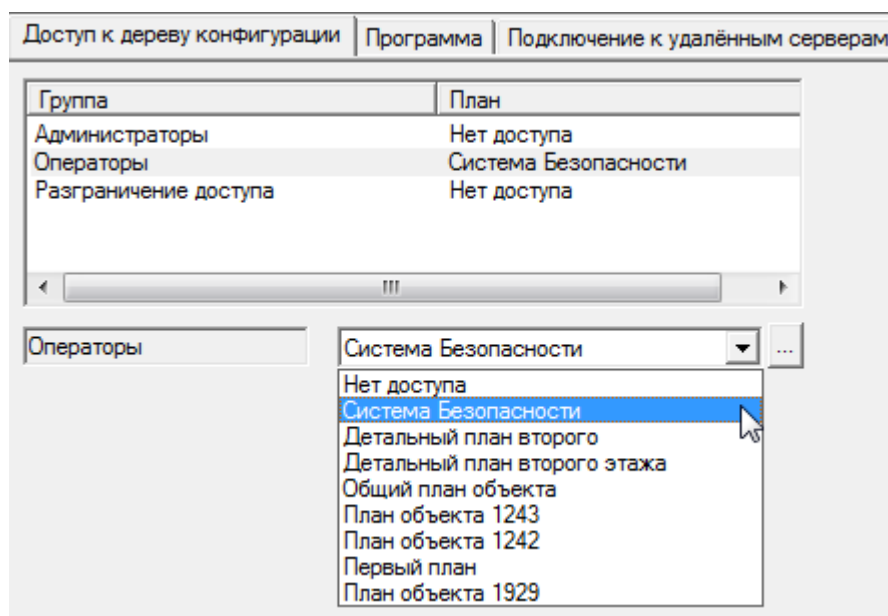 Доступ к дереву конфигурации Программа Подключение к удалённым серверам
Группа План
Администраторы Нет доступа
Операторы Система Безопасности
Разграничение доступа Нет доступа
Операторы Система Безопасности ...
Нет доступа
Система Безопасности
Детальный план второго
Детальный план второго этажа
Общий план объекта
План объекта 1243
План объекта 1242
Первый план
План объекта 1929